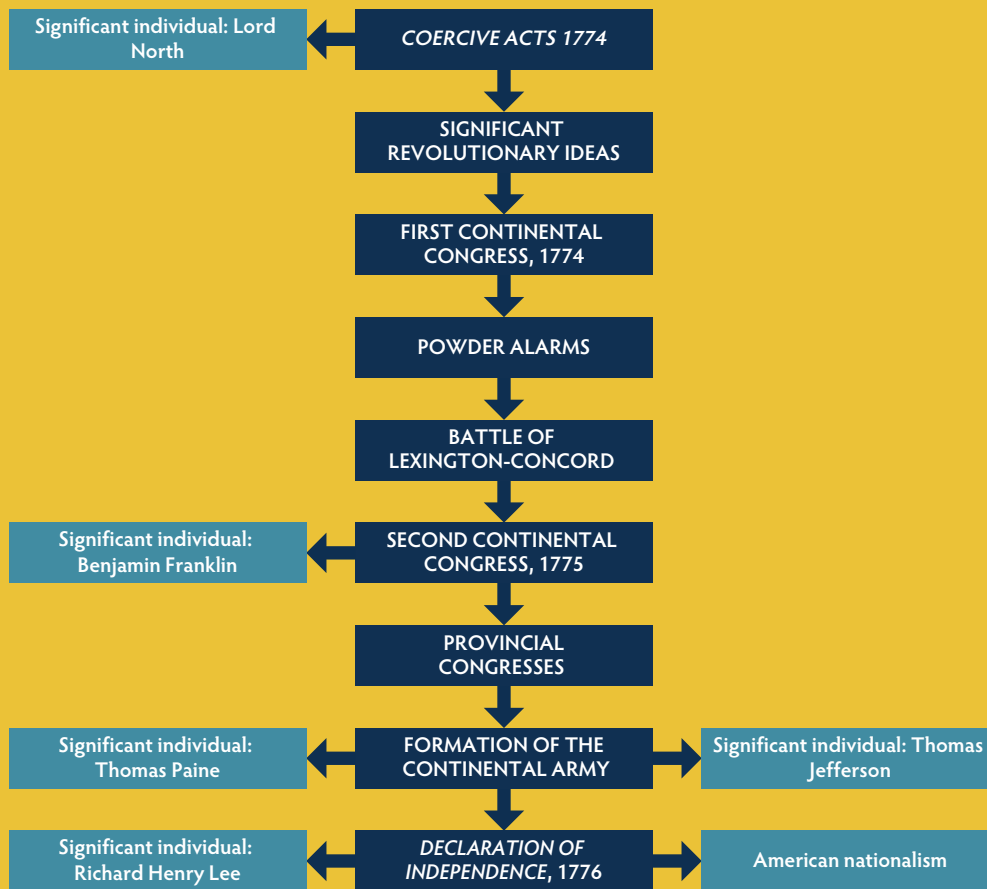 Significant individual: Lord
North
COERCIVE ACTS 1774
SIGNIFICANT
REVOLUTIONARY IDEAS
FIRST CONTINENTAL
CONGRESS, 1774
POWDER ALARMS
BATTLE OF
LEXINGTON-CONCORD
Significant individual:
Benjamin Franklin
SECOND CONTINENTAL
CONGRESS, 1775
PROVINCIAL
CONGRESSES
Significant individual:
Thomas Paine
FORMATION OF THE
CONTINENTAL ARMY
Significant individual: Thomas
Jefferson
Significant individual:
Richard Henry Lee
DECLARATION OF
INDEPENDENCE, 1776
American nationalism